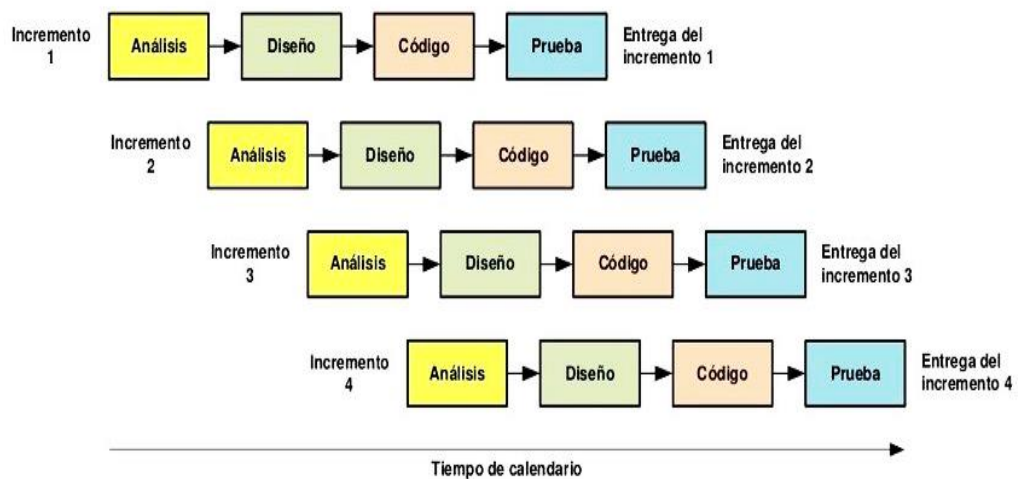 Incremento
1
Análisis
Diseño
Código
Prueba
Entrega del
incremento 1
Incremento
2
Análisis
Diseño
Código
Prueba
Entrega del
incremento 2
Incremento
3
Análisis
Diseño
Código
Prueba
Entrega del
incremento 3
Incremento
4
Análisis
Diseño
Código
Prueba
Entrega del
incremento 4
Tiempo de calendario